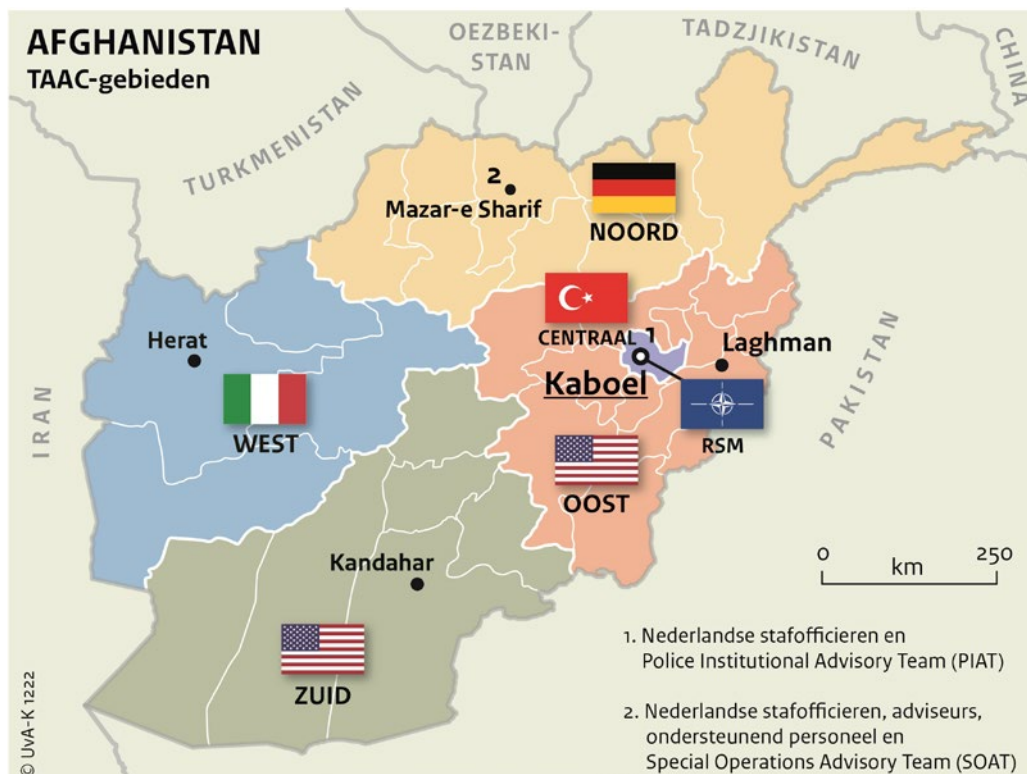 AFGHANISTAN
TAAC-gebieden
OEZBEKI-
STAN
TADZJIKISTAN
CHINA
TURKMENISTAN
2
Mazar-e Sharif
NOORD
CENTRAAL 1
Herat
Laghman
Kaboel
IRAN
PAKISTAN
WEST
RSM
OOST
0 250
km
Kandahar
ZUID
1. Nederlandse stafofficieren en
Police Institutional Advisory Team (PIAT)
2. Nederlandse stafofficieren, adviseurs,
ondersteunend personeel en
Special Operations Advisory Team (SOAT)
© UvA-K 1222